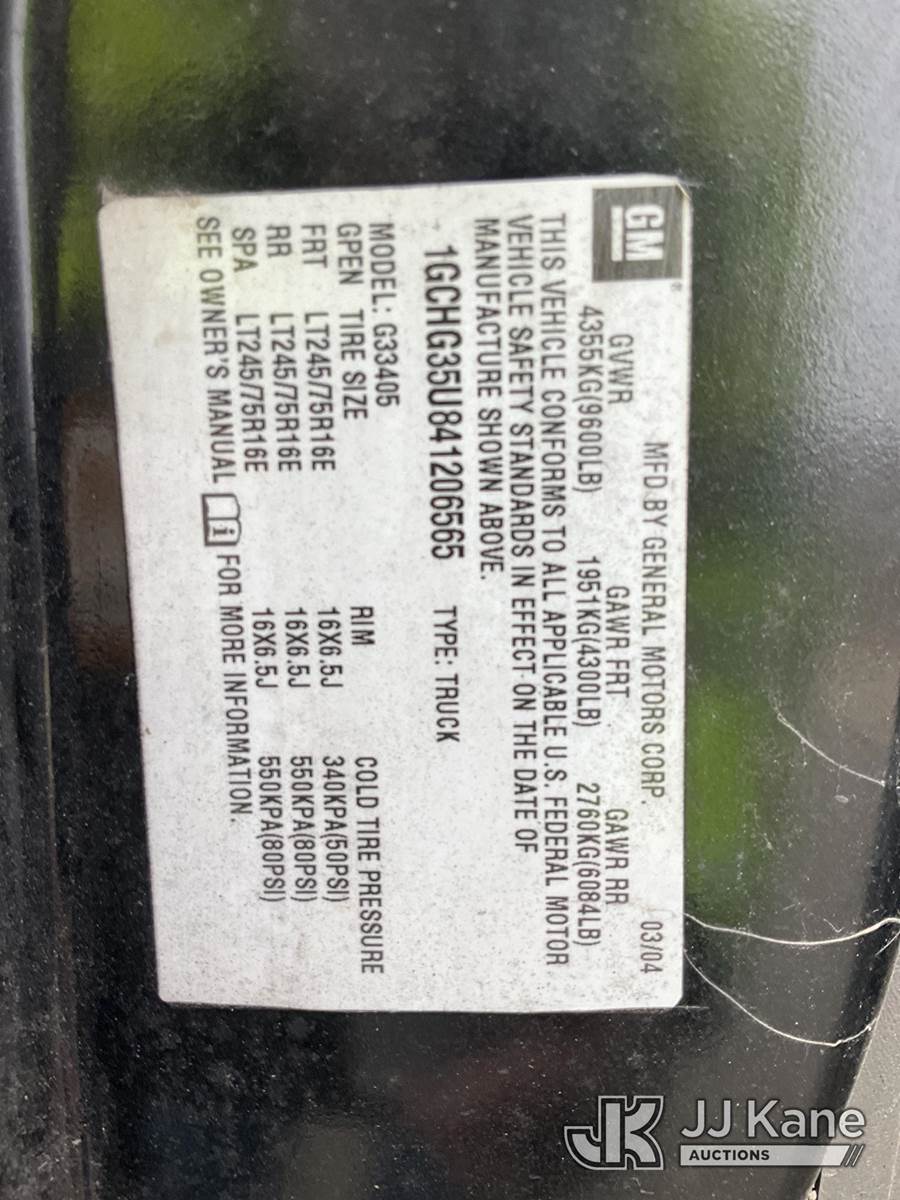 GM
MFD BY GENERAL MOTORS CORP. 03/04
GVWR GAWR FRT GAWR RR
4355KG(9600LB) 1951KG(4300LB) 2760KG(6084LB)
THIS VEHICLE CONFORMS TO ALL APPLICABLE U.S. FEDERAL MOTOR
VEHICLE SAFETY STANDARDS IN EFFECT ON THE DATE OF
MANUFACTURE SHOWN ABOVE.
1GCHG35U841206565 TYPE: TRUCK
MODEL: G33405
GPEN TIRE SIZE RIM COLD TIRE PRESSURE
FRT LT245/75R16E 16X6.5J 340KPA(50PSI)
RR LT245/75R16E 16X6.5J 550KPA(80PSI)
SPA LT245/75R16E 16X6.5J 550KPA(80PSI)
SEE OWNER'S MANUAL i FOR MORE INFORMATION.
JK JJ Kane
AUCTIONS